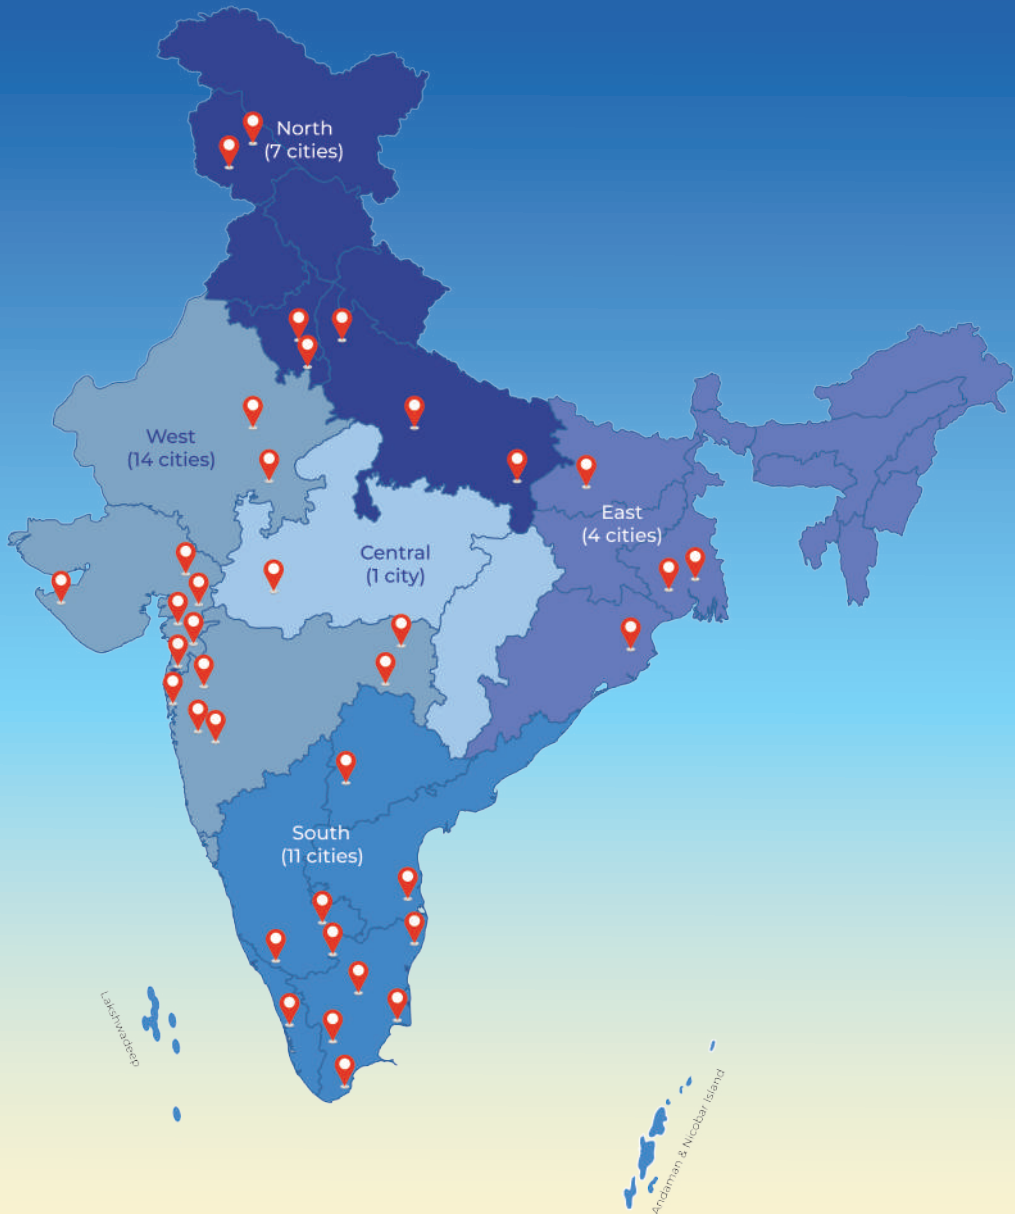 North
(7 cities)
West
(14 cities)
East
(4 cities)
Central
(1 city)
South
(11 cities)
Lakshwadeep
Andaman & Nicobar Island